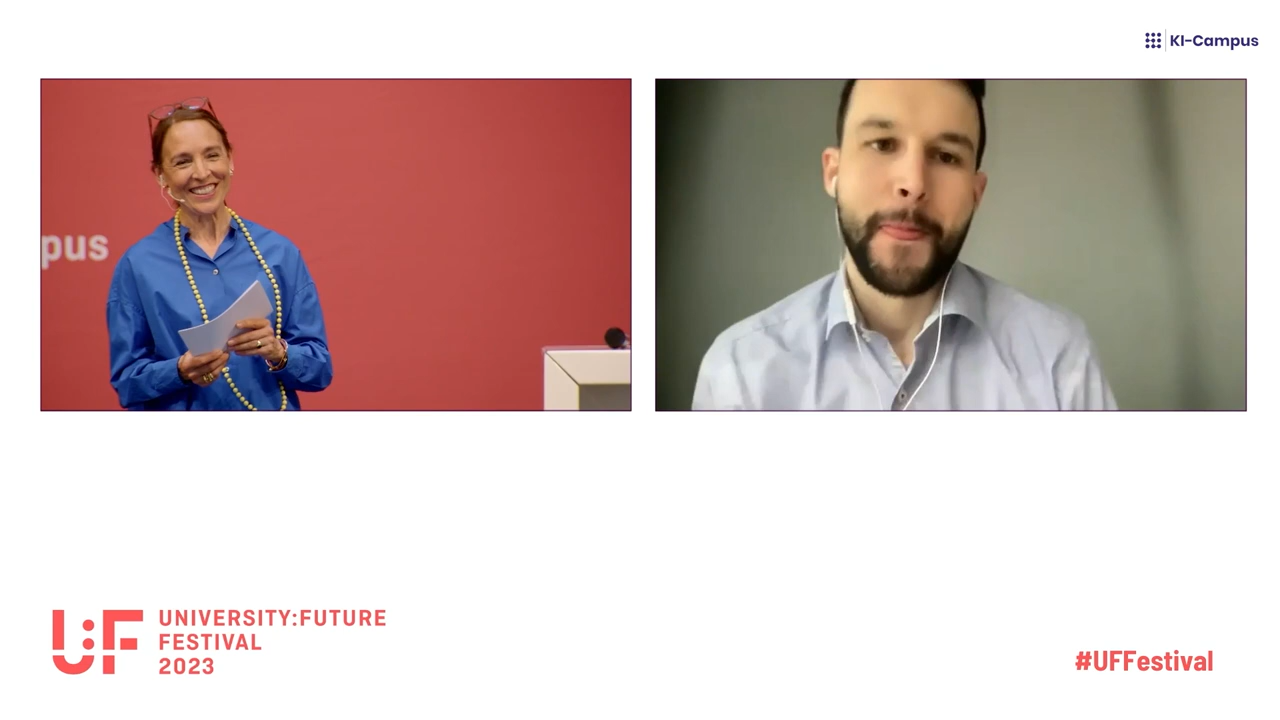 KI-Campus
pus
U:F
UNIVERSITY:FUTURE
FESTIVAL
2023
#UFFestival